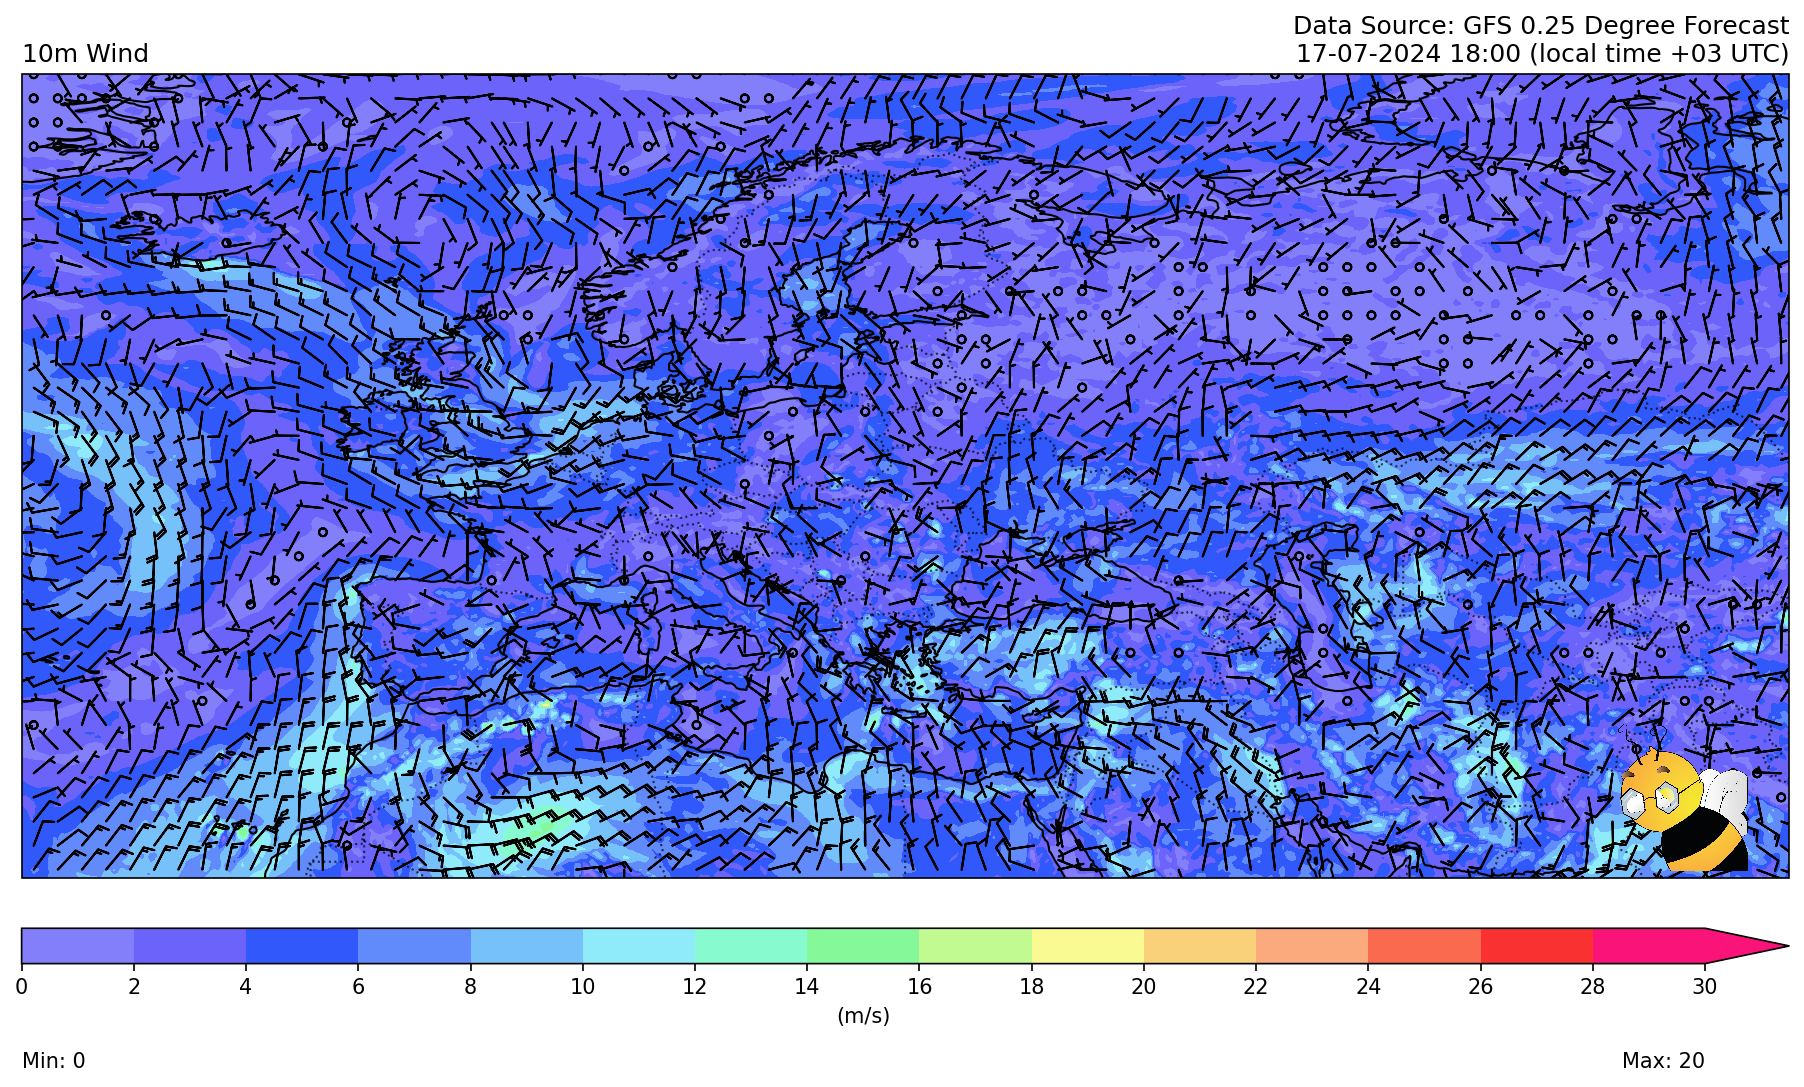 Data Source: GFS 0.25 Degree Forecast
10m Wind
17-07-2024 18:00 (local time +03 UTC)
0 2 4 6 8 10 12 14 16 18 20 22 24 26 28 30
(m/s)
Min: 0
Max: 20